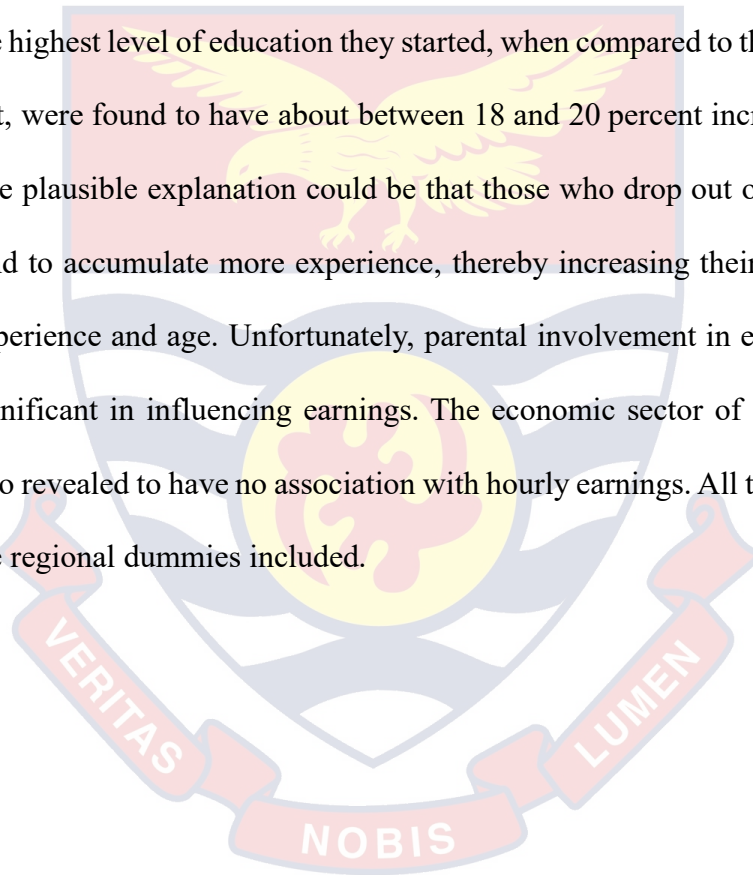 highest level of education they started, when compared to
were found to have about between 18 and 20 percent
plausible explanation could be that those who drop out
to accumulate more experience, thereby increasing their
and age. Unfortunately, parental involvement in
in influencing earnings. The economic sector of
revealed to have no association with hourly earnings. All
regional dummies included.
VERITAS
NOBIS
LUMEN